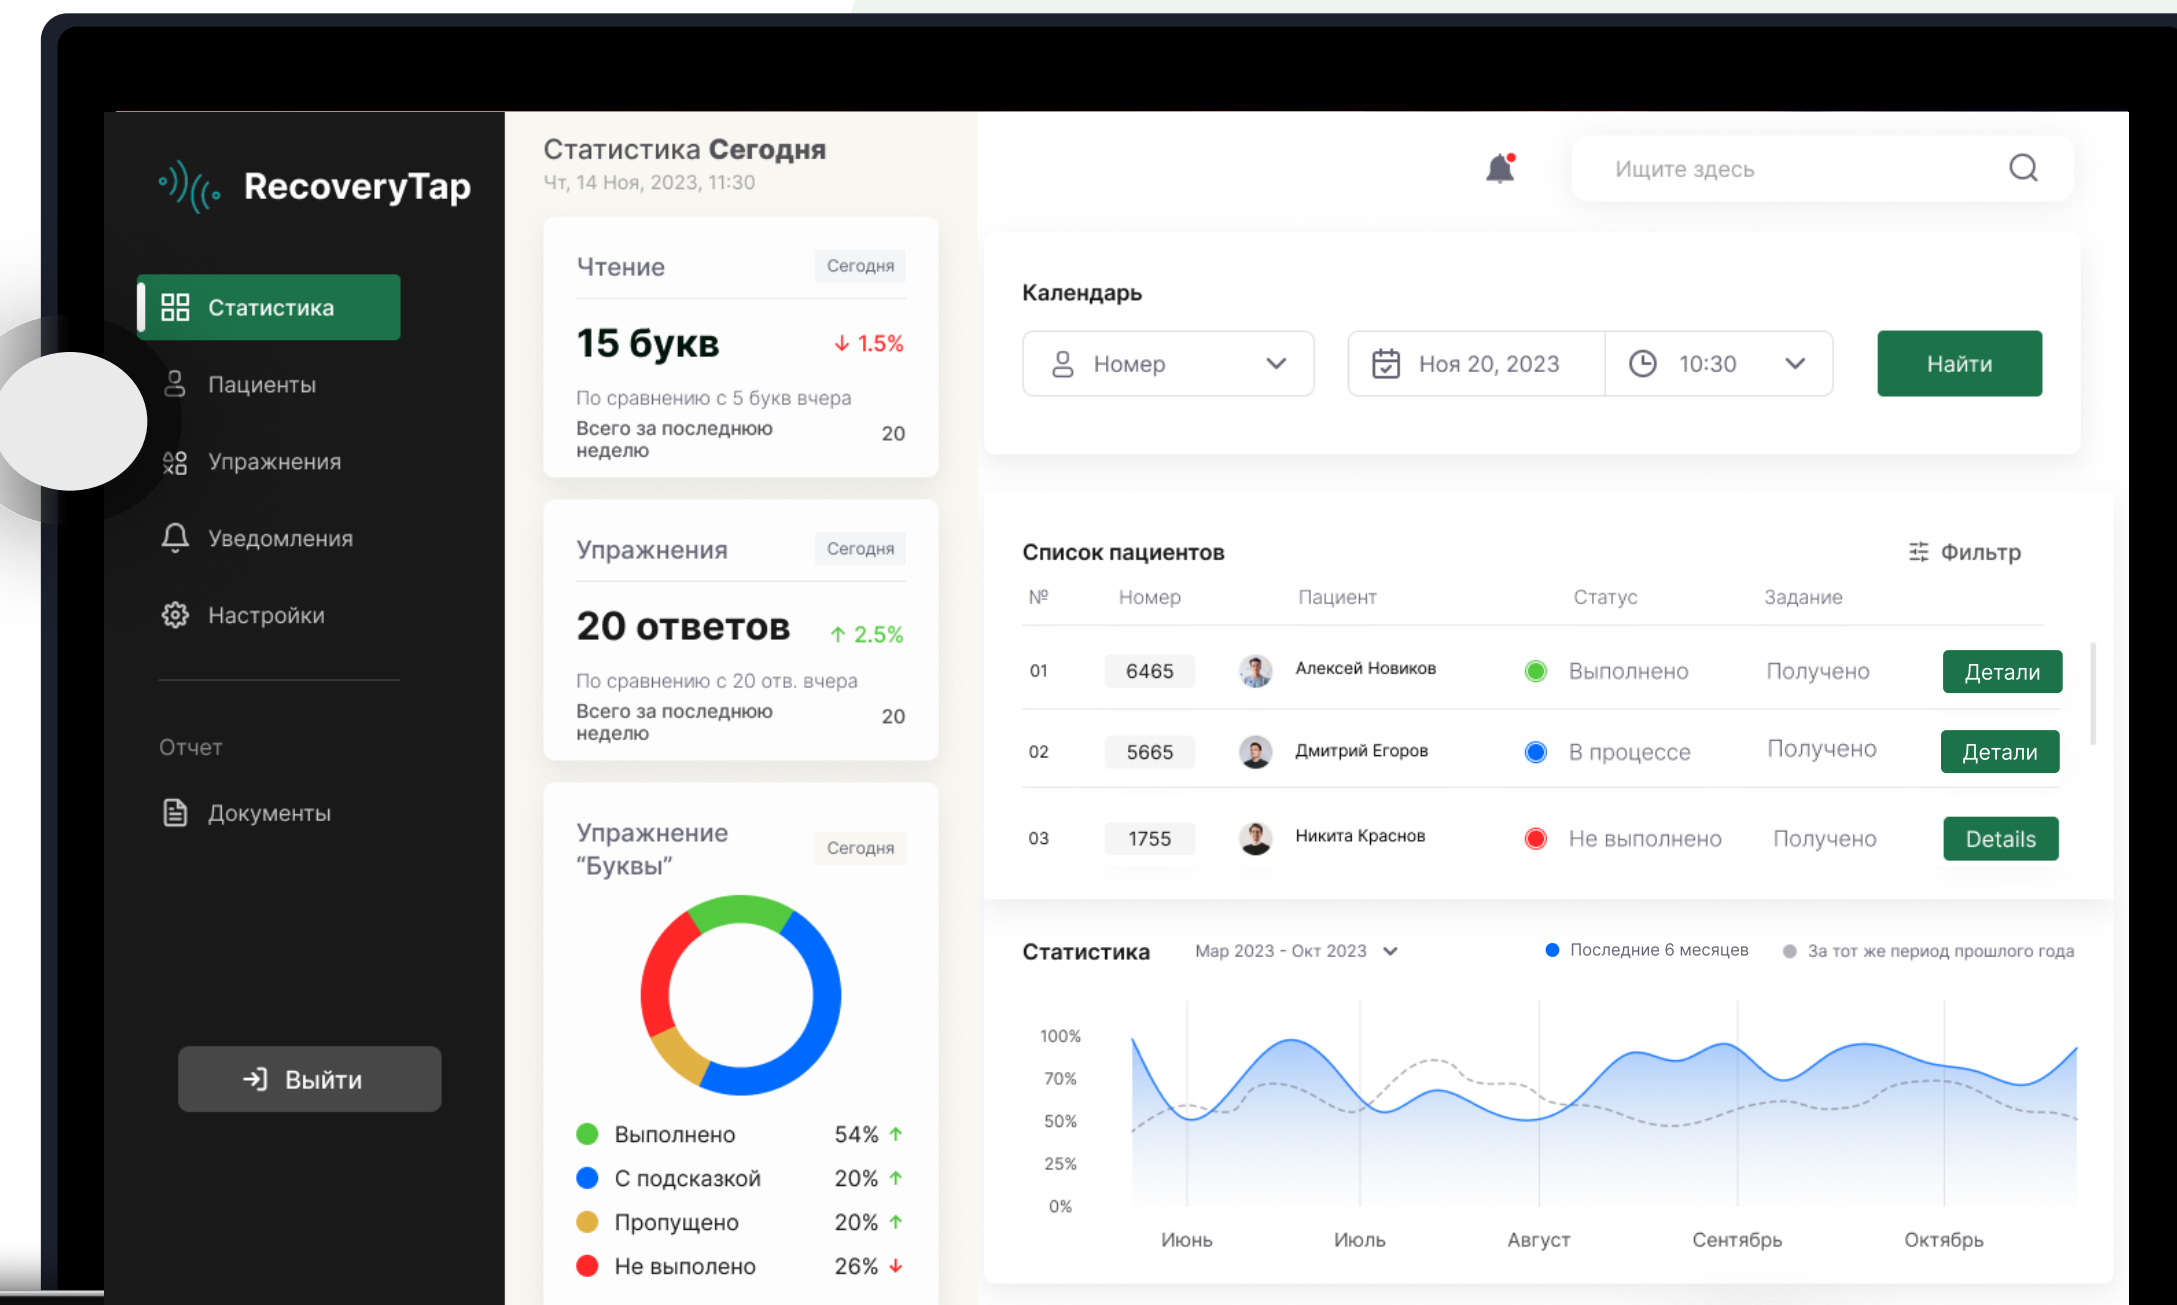 RecoveryTap
Статистика
Пациенты
Упражнения
Уведомления
Настройки
Отчет
Документы
Выйти
Статистика Сегодня
Чт, 14 Ноя, 2023, 11:30
Чтение
Сегодня
15 букв
↓ 1.5%
По сравнению с 5 букв вчера
Всего за последнюю
неделю
20
Упражнения
Сегодня
20 ответов
↑ 2.5%
По сравнению с 20 отв. вчера
Всего за последнюю
неделю
20
Упражнение
“Буквы”
Сегодня
Выполнено 54% ↑
С подсказкой 20% ↑
Пропущено 20% ↑
Не выполено 26% ↓
Ищите здесь
Календарь
Номер
Ноя 20, 2023
10:30
Найти
Список пациентов
Фильтр
№ Номер Пациент Статус Задание
01 6465 Алексей Новиков Выполнено Получено Детали
02 5665 Дмитрий Егоров В процессе Получено Детали
03 1755 Никита Краснов Не выполнено Получено Details
Статистика
Мар 2023 - Окт 2023
Последние 6 месяцев
За тот же период прошлого года
100%
70%
50%
25%
0%
Июнь Июль Август Сентябрь Октябрь